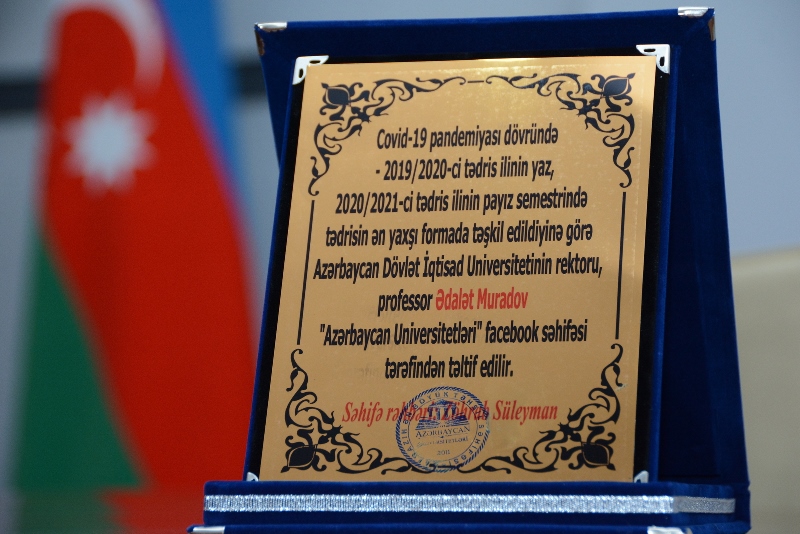 Covid-19 pandemiyası dövründə
- 2019/2020-ci tədris ilinin yaz,
2020/2021-ci tədris ilinin payız semestrində
tədrisin ən yaxşı formada təşkil edildiyinə görə
Azərbaycan Dövlət İqtisad Universitetinin rektoru,
professor Ədalət Muradov
"Azərbaycan Universitetləri" facebook səhifəsi
tərəfindən təltif edilir.
Səhifə rəhbəri: Zöhrab Süleyman
AZƏRBAYCAN